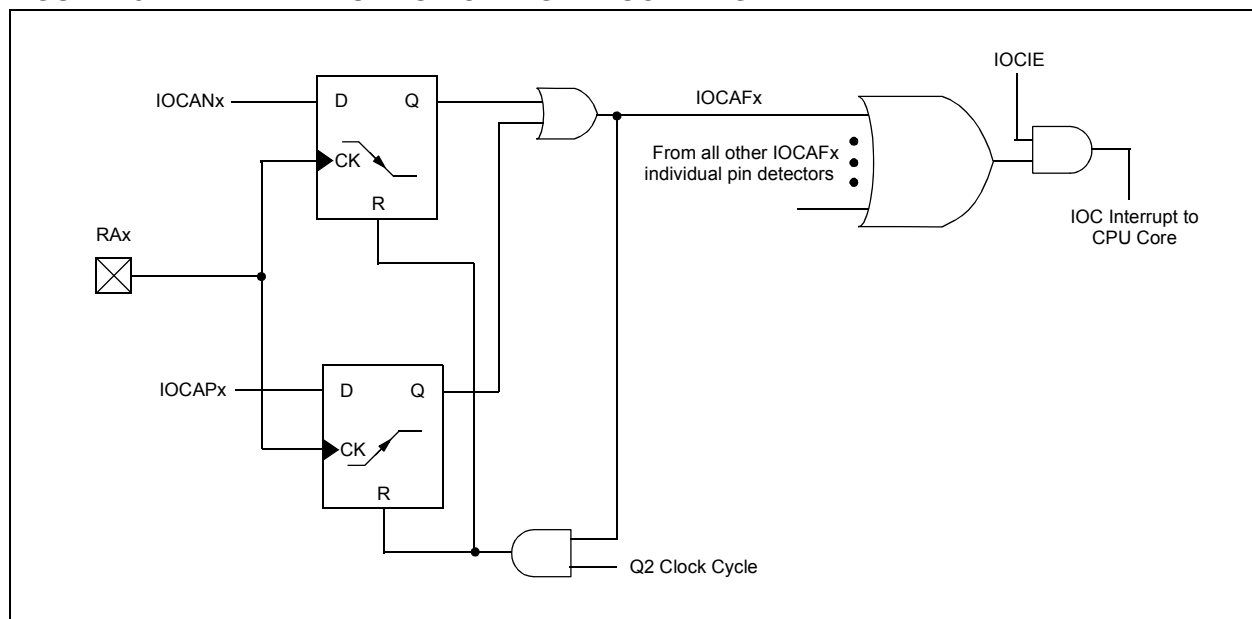 IOCIE
IOCANx
D
Q
IOCAFx
CK
From all other IOCAFx
individual pin detectors
R
IOC Interrupt to
CPU Core
RAx
IOCAPx
D
Q
CK
R
Q2 Clock Cycle